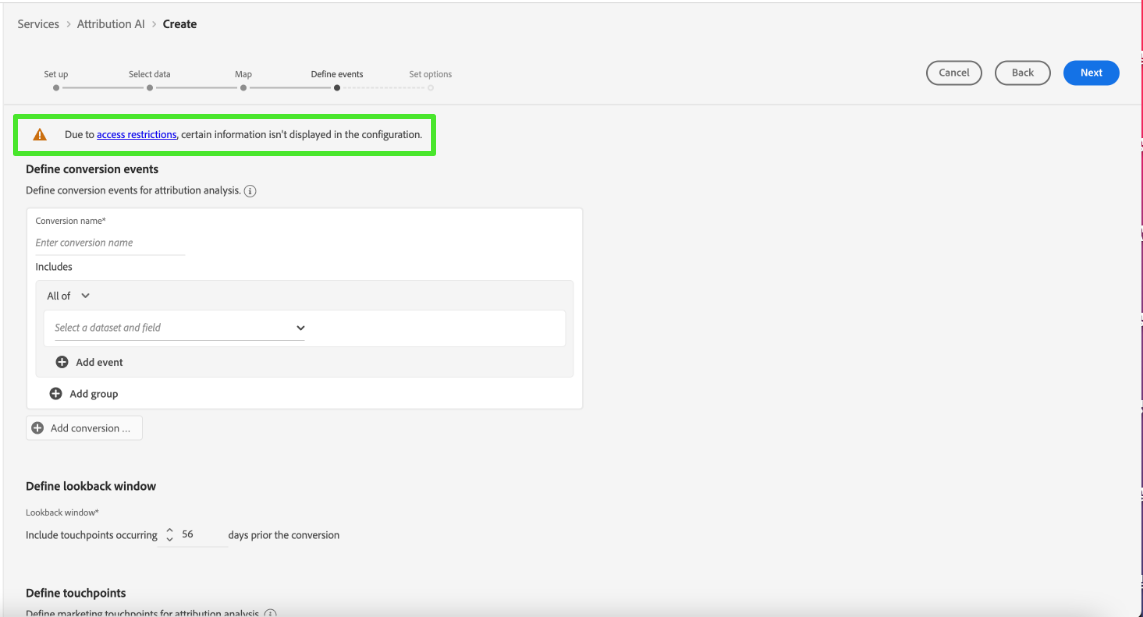 Services > Attribution AI > Create
Set up Select data Map Define events Set options
Cancel Back Next
Due to access restrictions, certain information isn't displayed in the configuration.
Define conversion events
Define conversion events for attribution analysis.
Conversion name*
Enter conversion name
Includes
All of
Select a dataset and field
Add event
Add group
Add conversion ...
Define lookback window
Lookback window*
Include touchpoints occurring 56 days prior the conversion
Define touchpoints
Define marketing touchpoints for attribution analysis.